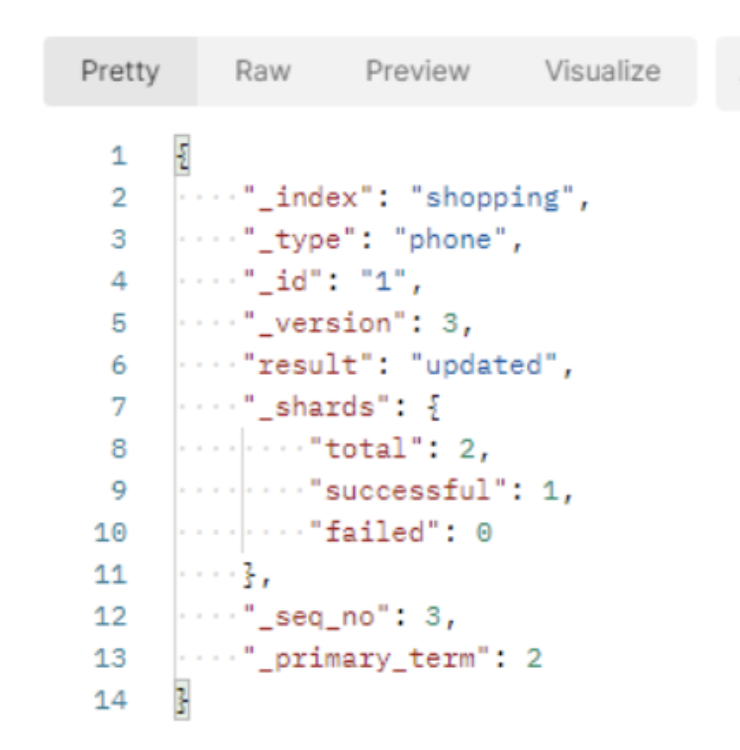 Pretty Raw Preview Visualize
1 {
2 "_index": "shopping",
3 "_type": "phone",
4 "_id": "1",
5 "_version": 3,
6 "result": "updated",
7 "_shards": {
8 "total": 2,
9 "successful": 1,
10 "failed": 0
11 },
12 "_seq_no": 3,
13 "_primary_term": 2
14 }